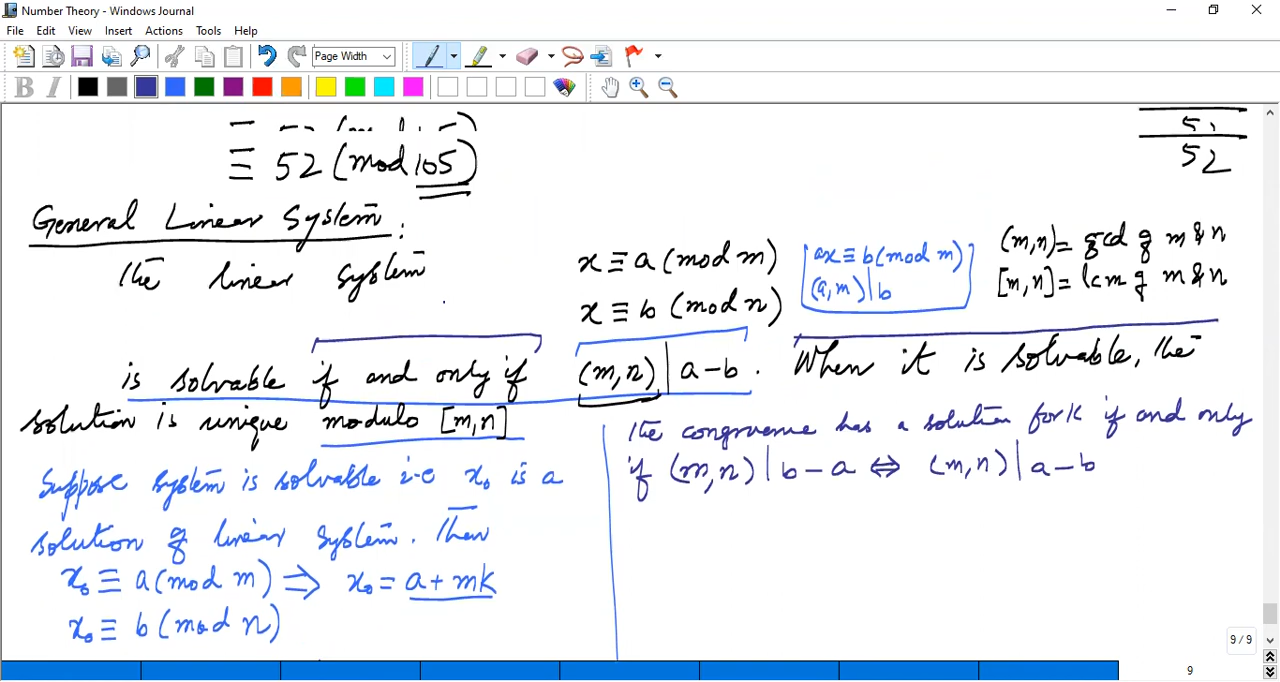 Number Theory - Windows Journal
File Edit View Insert Actions Tools Help
Page Width
B I
≡ 52 (mod 105)
52
General Linear System:
(m,n) = gcd of m & n
[m,n] = lcm of m & n
The linear system
x ≡ a (mod m)
x ≡ b (mod n)
ax ≡ b (mod m)
(a,m) | b
is solvable if and only if (m,n) | a-b. When it is solvable, the
solution is unique modulo [m,n]
Suppose system is solvable i.e x₀ is a
solution of linear system. Then
x₀ ≡ a (mod m) ⇒ x₀ = a + mk
x₀ ≡ b (mod n)
The congruence has a solution for k if and only
if (m,n) | b-a ⇔ (m,n) | a-b
9/9
9